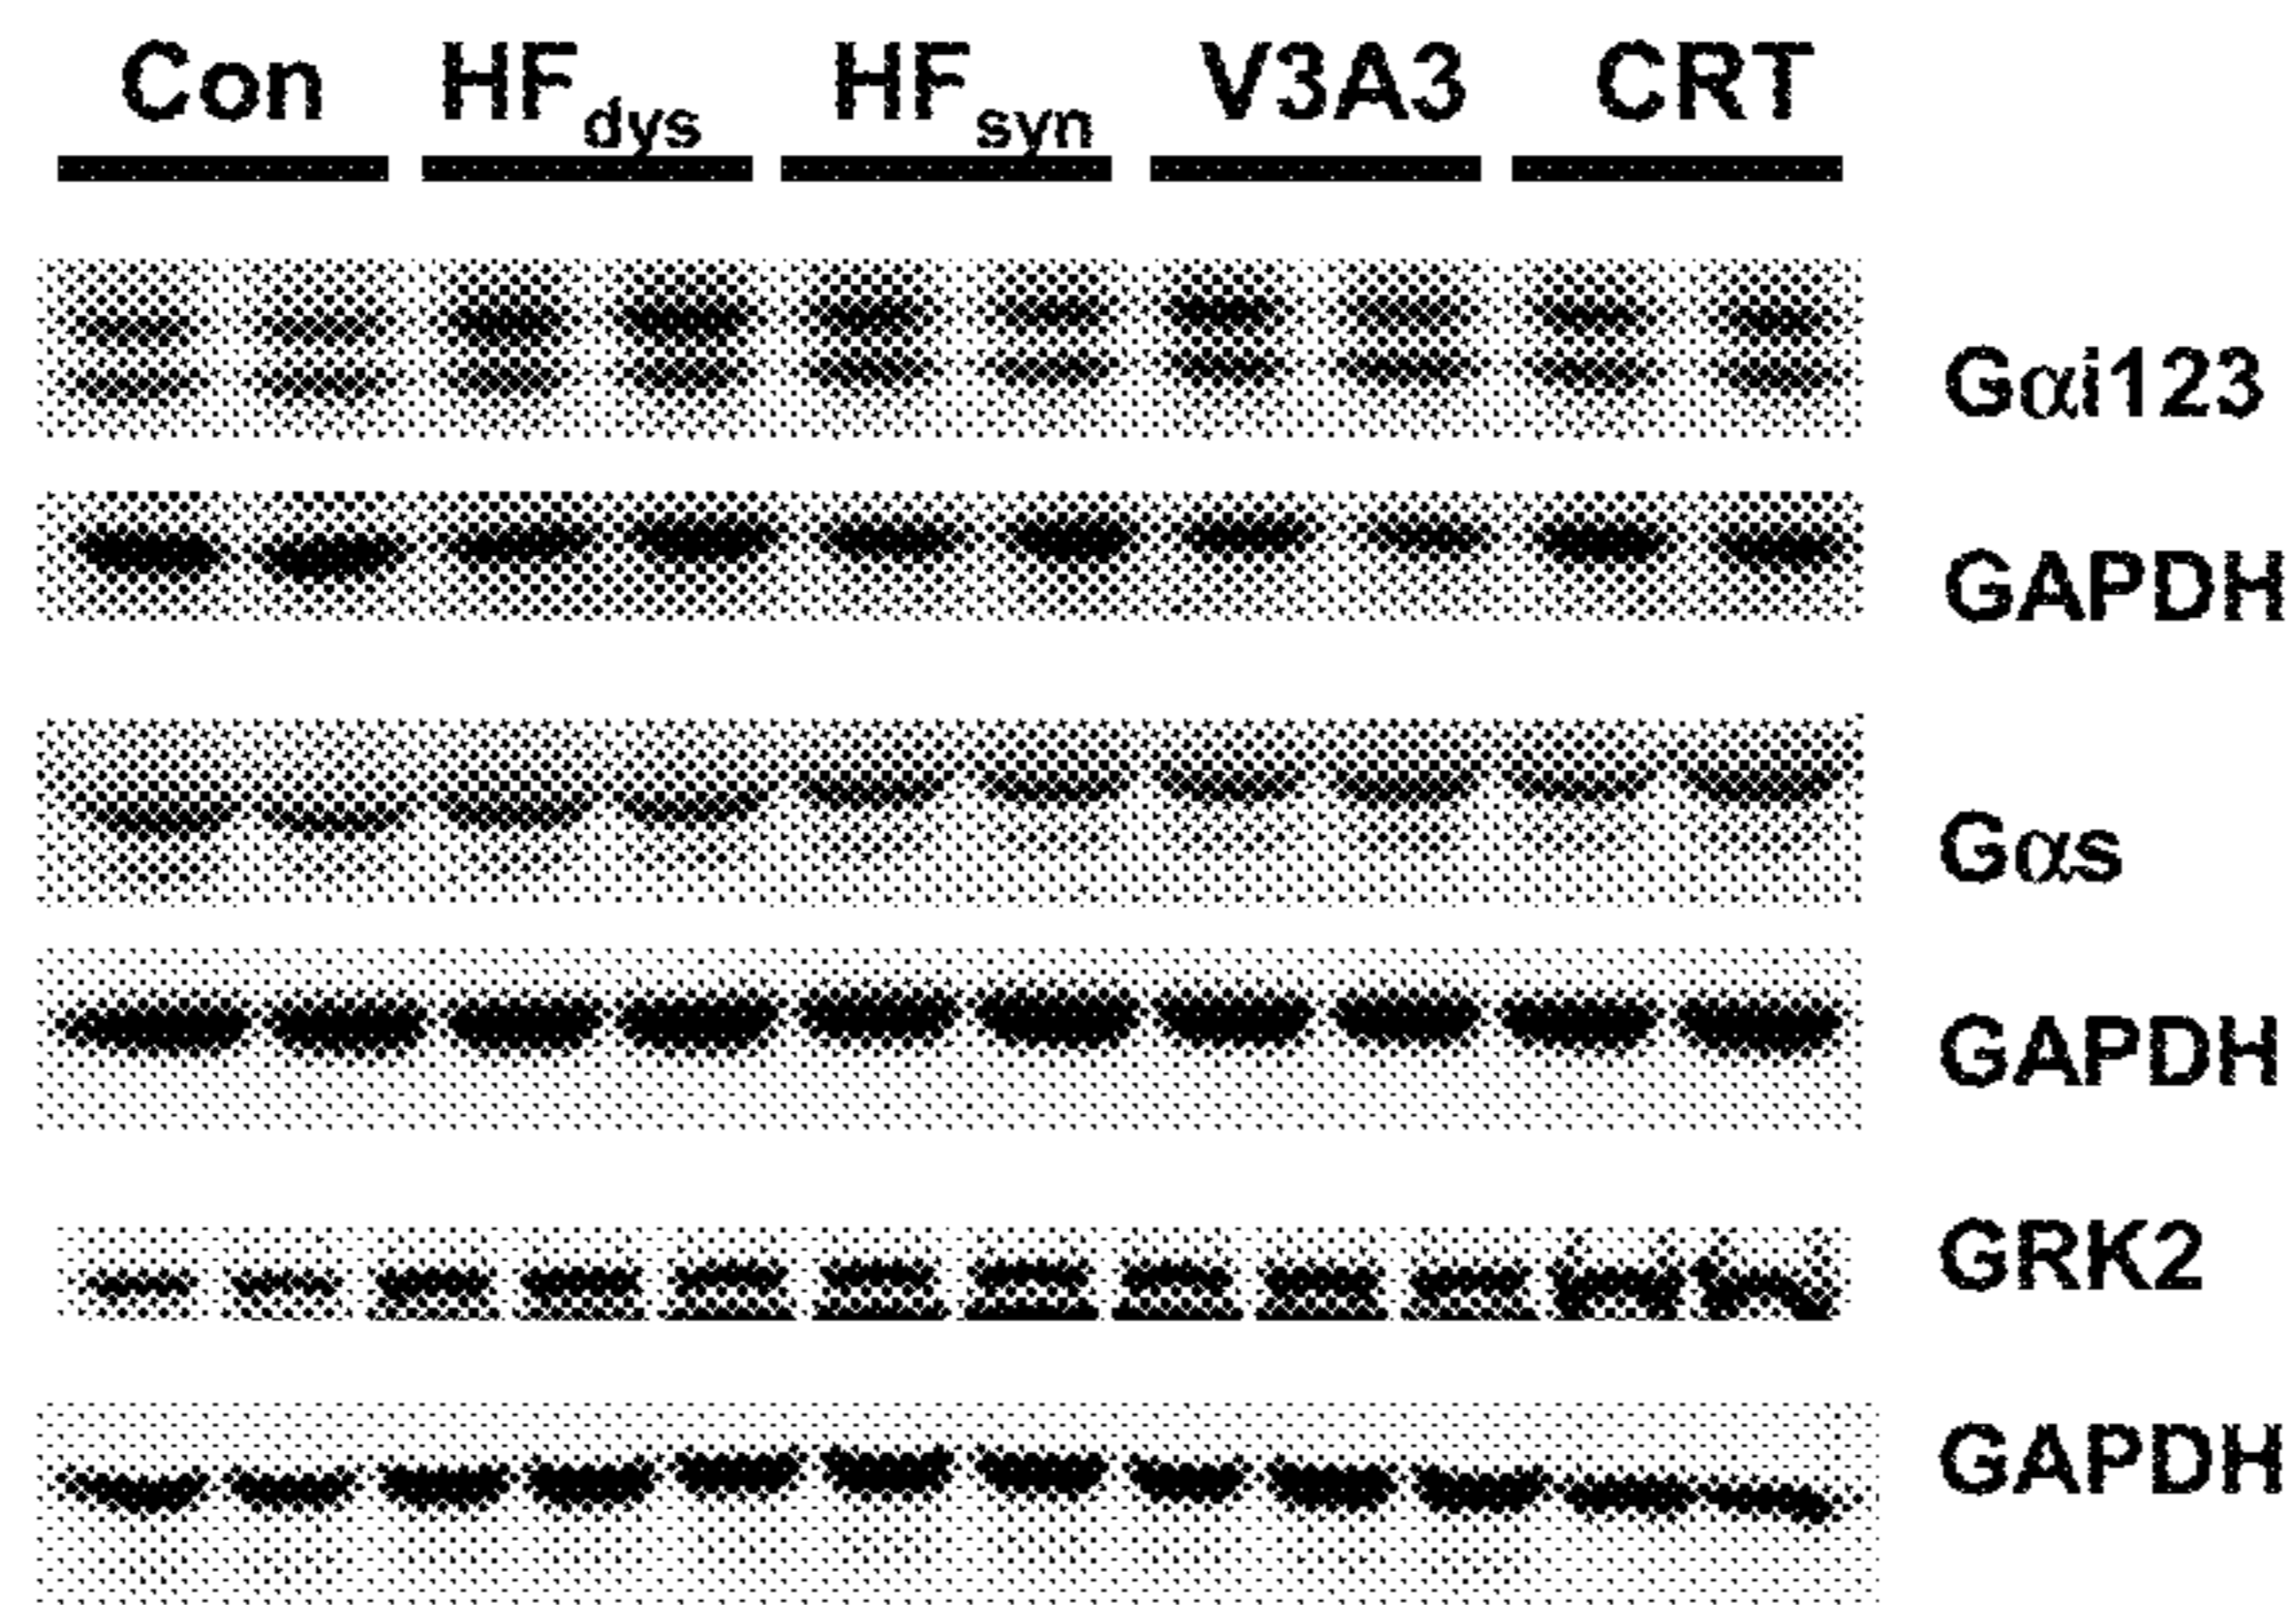 Con HFdys HFsyn V3A3 CRT
Gαi123
GAPDH
Gαs
GAPDH
GRK2
GAPDH